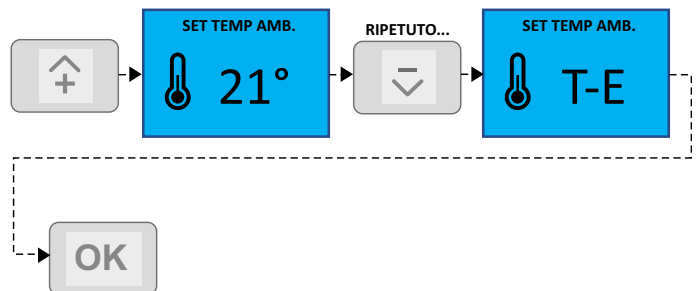 SET TEMP AMB.
21°
RIPETUTO...
SET TEMP AMB.
T-E
OK